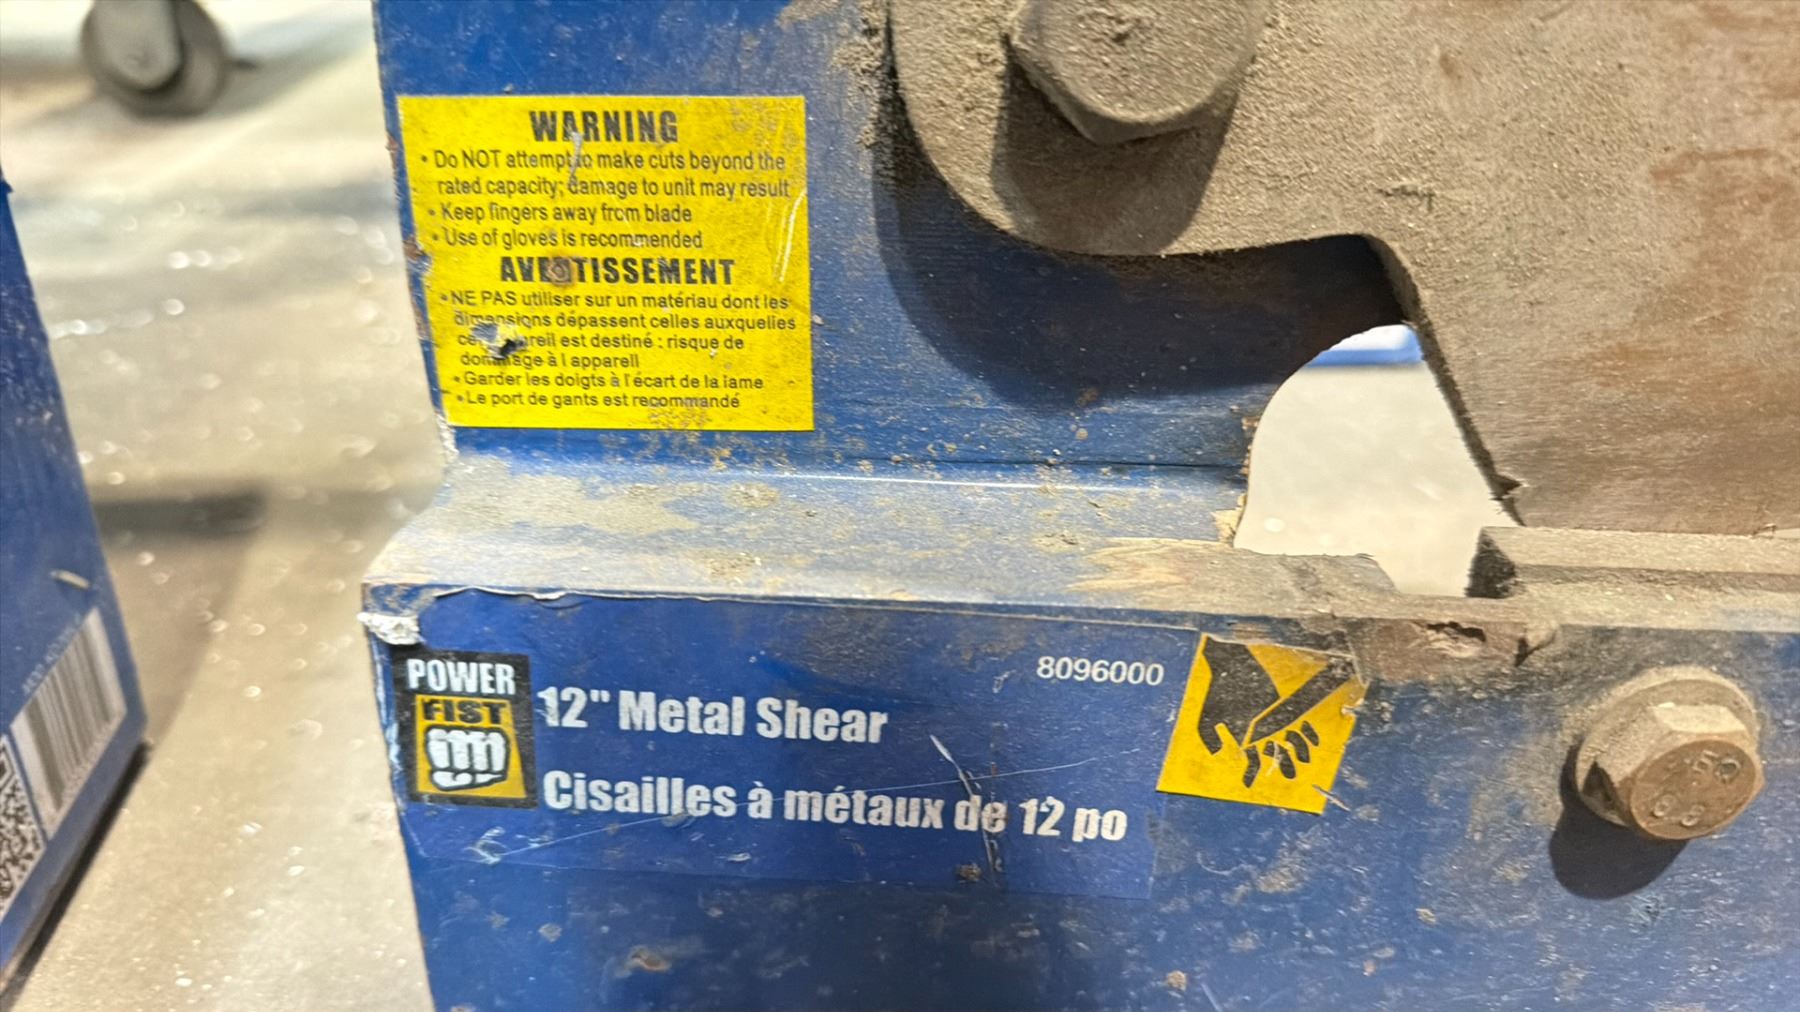 WARNING
• Do NOT attempt to make cuts beyond the
rated capacity; damage to unit may result
• Keep fingers away from blade
• Use of gloves is recommended
AVERTISSEMENT
• NE PAS utiliser sur un matériau dont les
dimensions dépassent celles auxquelles
est destiné : risque de
dommage à l appareil
• Garder les doigts à l'écart de la lame
• Le port de gants est recommandé
POWER
FIST
8096000
12" Metal Shear
Cisailles à métaux de 12 po